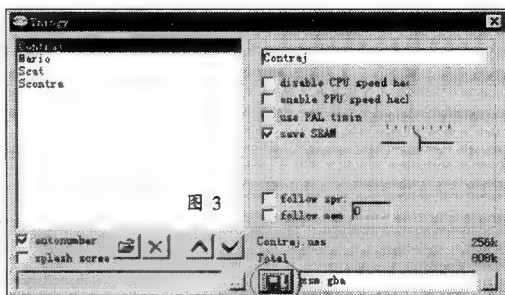 Thingy
Contraj
Mario
Scat
Scontra
Contraj
disable CPU speed hac
enable PPU speed hacl
use PAL timin
save SRAM
图 3
follow spr:
follow mem
0
autonumber
splash scree
Contraj.nes 256k
Total 808k
gba